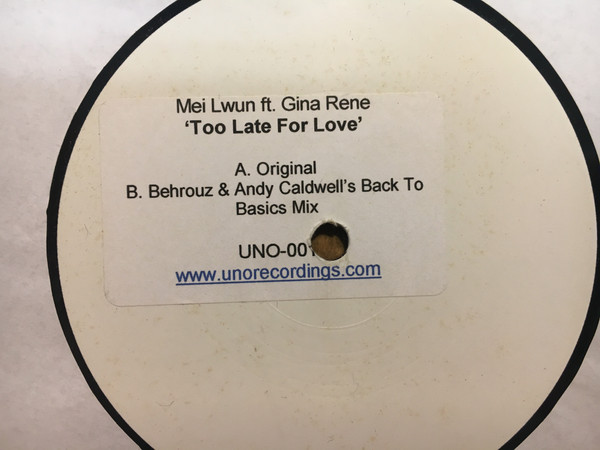 Mei Lwun ft. Gina Rene
‘Too Late For Love’
A. Original
B. Behrouz & Andy Caldwell's Back To
Basics Mix
UNO-001
www.unorecordings.com